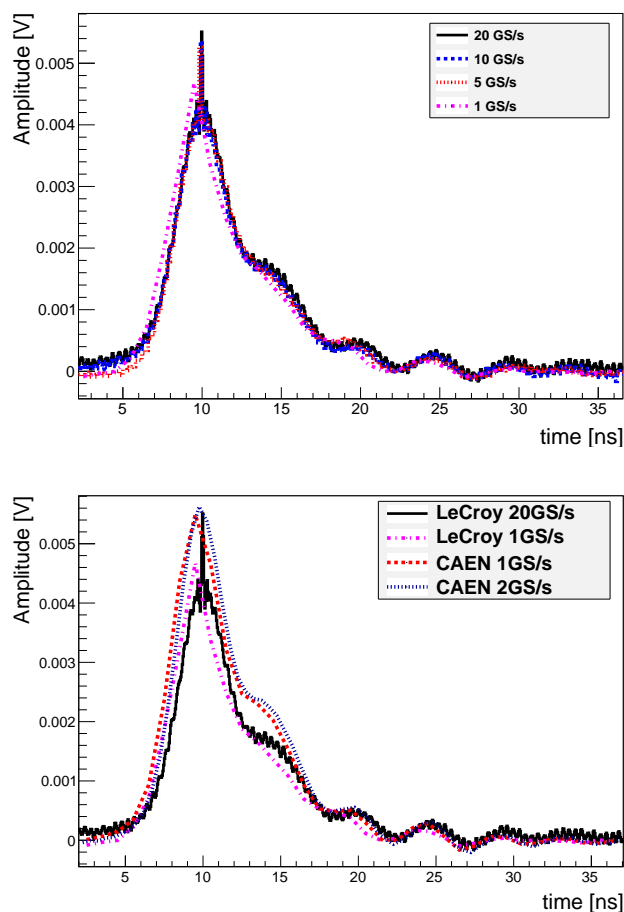 Amplitude [V]
20 GS/s
10 GS/s
5 GS/s
1 GS/s
0.005
0.004
0.003
0.002
0.001
0
5 10 15 20 25 30 35
time [ns]
Amplitude [V]
LeCroy 20GS/s
LeCroy 1GS/s
CAEN 1GS/s
CAEN 2GS/s
0.005
0.004
0.003
0.002
0.001
0
5 10 15 20 25 30 35
time [ns]